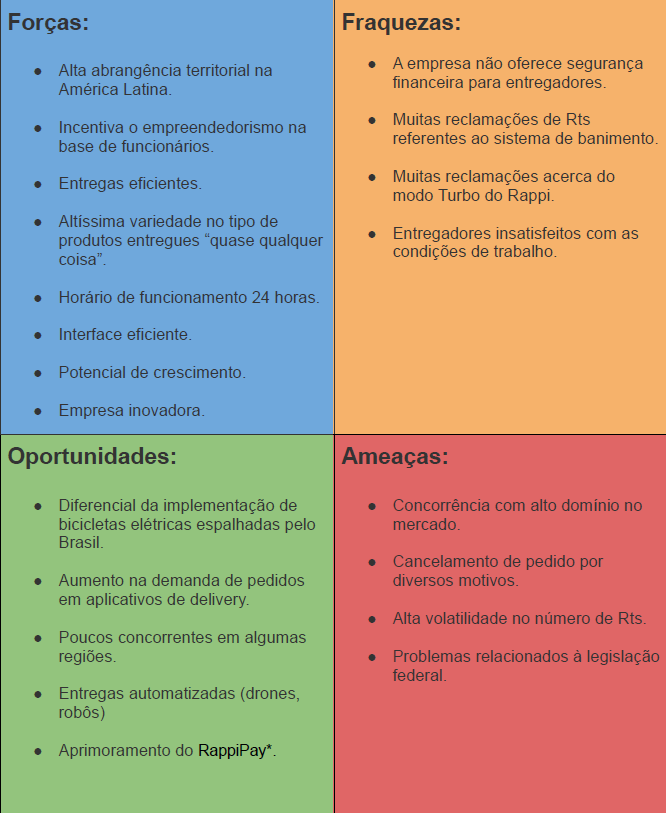 Forças:
● Alta abrangência territorial na
América Latina.
● Incentiva o empreendedorismo na
base de funcionários.
● Entregas eficientes.
● Altíssima variedade no tipo de
produtos entregues “quase qualquer
coisa”.
● Horário de funcionamento 24 horas.
● Interface eficiente.
● Potencial de crescimento.
● Empresa inovadora.
Fraquezas:
● A empresa não oferece segurança
financeira para entregadores.
● Muitas reclamações de Rts
referentes ao sistema de banimento.
● Muitas reclamações acerca do
modo Turbo do Rappi.
● Entregadores insatisfeitos com as
condições de trabalho.
Oportunidades:
● Diferencial da implementação de
bicicletas elétricas espalhadas pelo
Brasil.
● Aumento na demanda de pedidos
em aplicativos de delivery.
● Poucos concorrentes em algumas
regiões.
● Entregas automatizadas (drones,
robôs)
● Aprimoramento do RappiPay*.
Ameaças:
● Concorrência com alto domínio no
mercado.
● Cancelamento de pedido por
diversos motivos.
● Alta volatilidade no número de Rts.
● Problemas relacionados à legislação
federal.